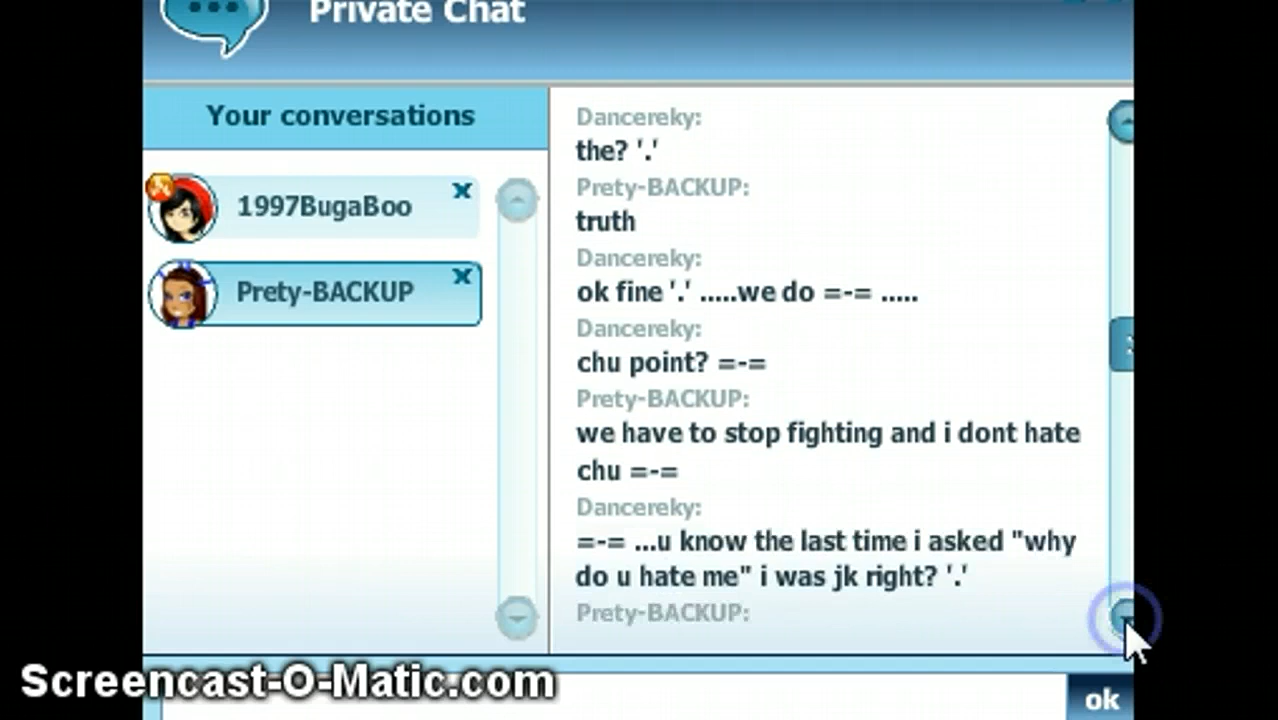 Private Chat
Your conversations
1997BugaBoo
Prety-BACKUP
Dancereky:
the? '.'
Prety-BACKUP:
truth
Dancereky:
ok fine '.' .....we do =-= .....
Dancereky:
chu point? =-=
Prety-BACKUP:
we have to stop fighting and i dont hate
chu =-=
Dancereky:
=-= ...u know the last time i asked "why
do u hate me" i was jk right? '.'
Prety-BACKUP:
ok
Screencast-O-Matic.com